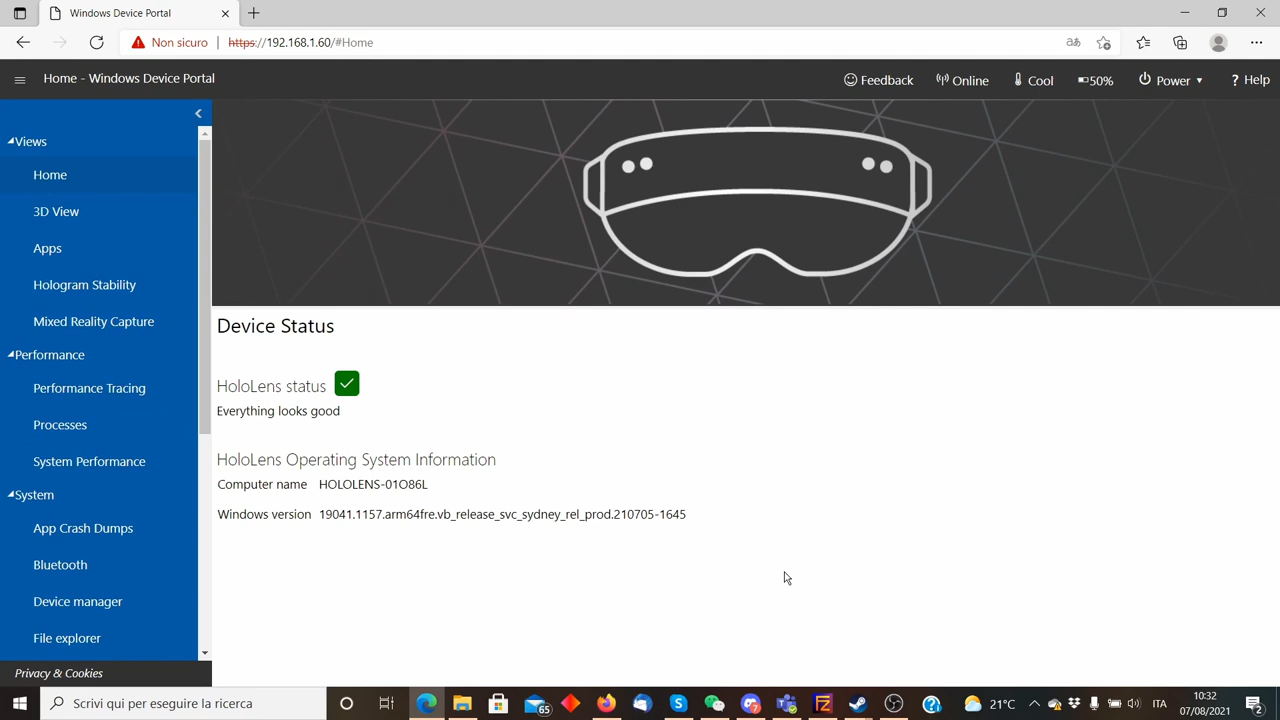 Windows Device Portal
Non sicuro
https://192.168.1.60/#Home
Home - Windows Device Portal
Feedback
Online
Cool
50%
Power
? Help
Views
Home
3D View
Apps
Hologram Stability
Mixed Reality Capture
Performance
Performance Tracing
Processes
System Performance
System
App Crash Dumps
Bluetooth
Device manager
File explorer
Privacy & Cookies
Device Status
HoloLens status
Everything looks good
HoloLens Operating System Information
Computer name HOLOLENS-01O86L
Windows version 19041.1157.arm64fre.vb_release_svc_sydney_rel_prod.210705-1645
Scrivi qui per eseguire la ricerca
65
21°C
ITA
10:32
07/08/2021
2